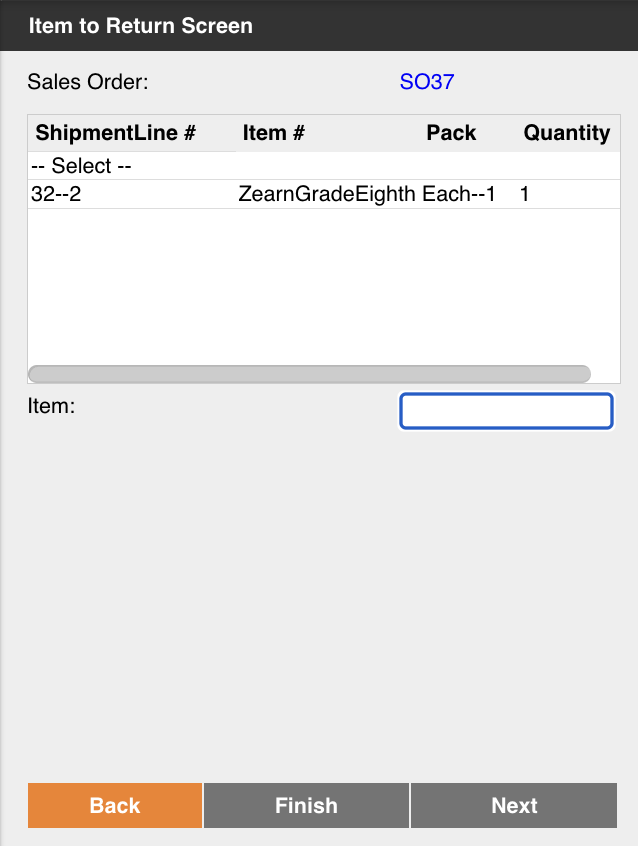 Item to Return Screen
Sales Order: SO37
ShipmentLine # Item # Pack Quantity
-- Select --
32--2 ZearnGradeEighth Each--1 1
Item:
Back Finish Next